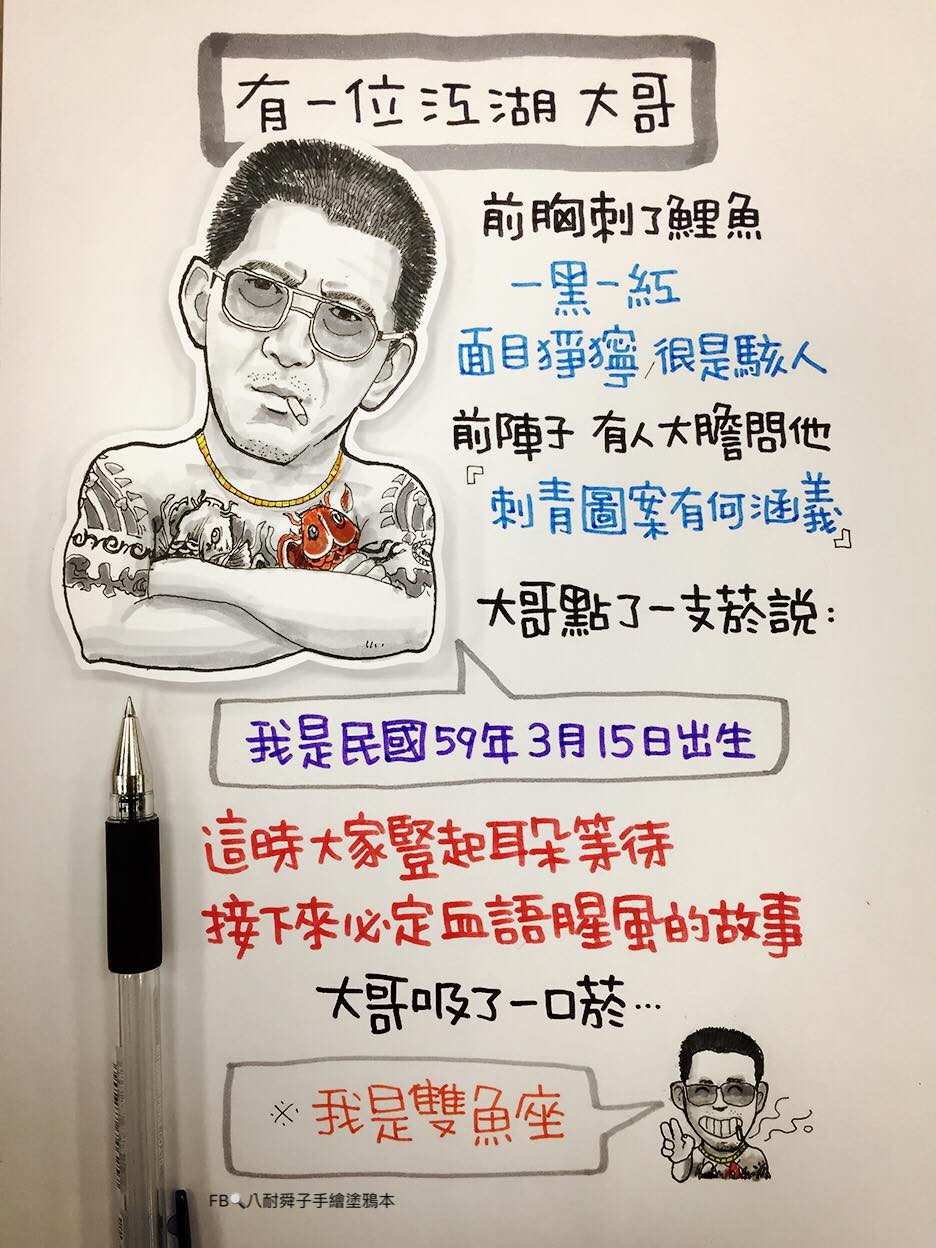 有一位江湖大哥
前胸刺了鯉魚
一黑一紅
面目猙獰,很是駭人
前陣子 有人大膽問他
『刺青圖案有何涵義』
大哥點了一支菸說:
我是民國59年3月15日出生
這時大家豎起耳朵等待
接下來必定血語腥風的故事
大哥吸了一口菸…
※我是雙魚座
FB🔍八耐舜子手繪塗鴉本